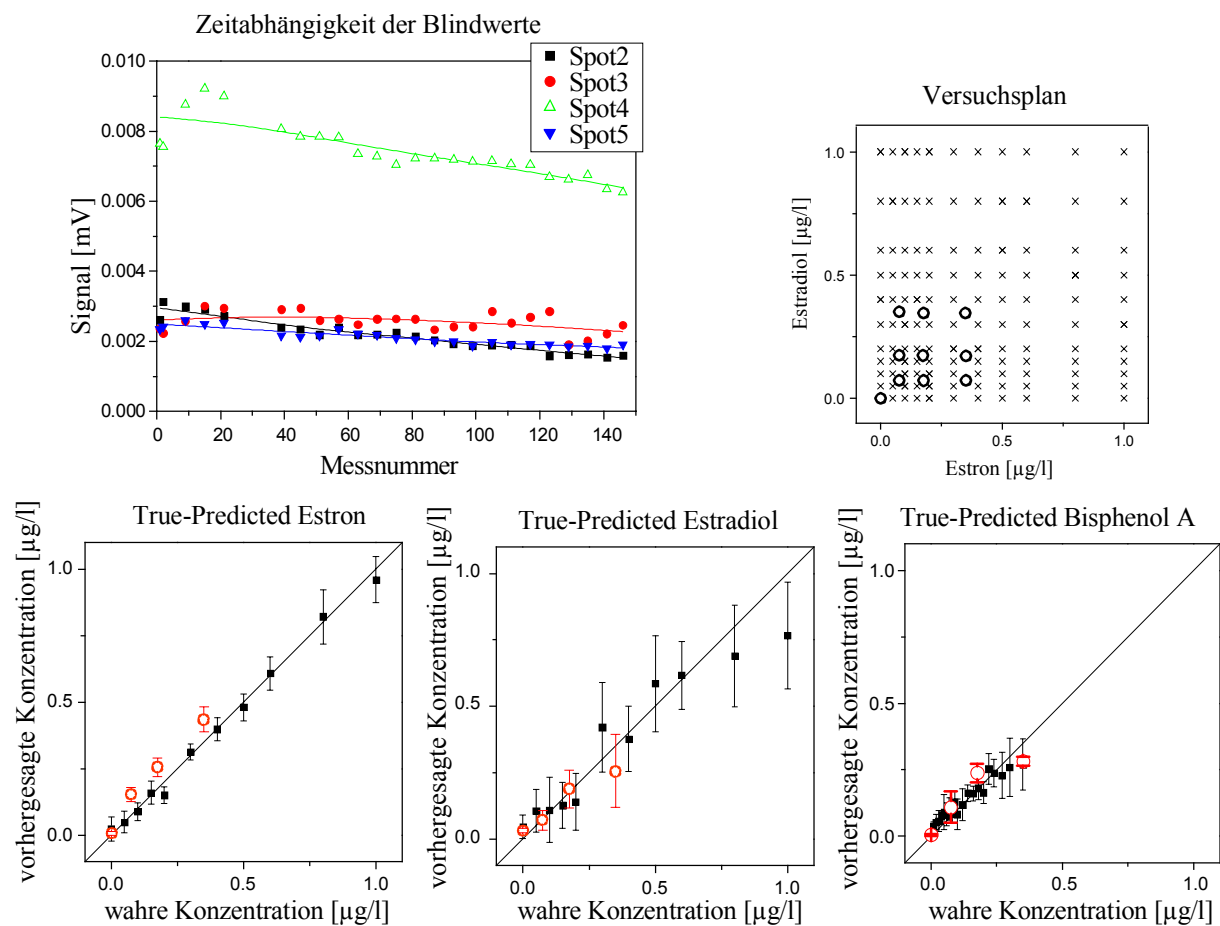 Zeitabhängigkeit der Blindwerte
Spot2
Spot3
Spot4
Spot5
0.010
0.008
0.006
0.004
0.002
0.000
Signal [mV]
0 20 40 60 80 100 120 140
Messnummer
Versuchsplan
1.0
0.5
0.0
Estradiol [µg/l]
0.0 0.5 1.0
Estron [µg/l]
True-Predicted Estron
1.0
0.5
0.0
vorhergesagte Konzentration [µg/l]
0.0 0.5 1.0
wahre Konzentration [µg/l]
True-Predicted Estradiol
1.0
0.5
0.0
vorhergesagte Konzentration [µg/l]
0.0 0.5 1.0
wahre Konzentration [µg/l]
True-Predicted Bisphenol A
1.0
0.5
0.0
vorhergesagte Konzentration [µg/l]
0.0 0.5 1.0
wahre Konzentration [µg/l]